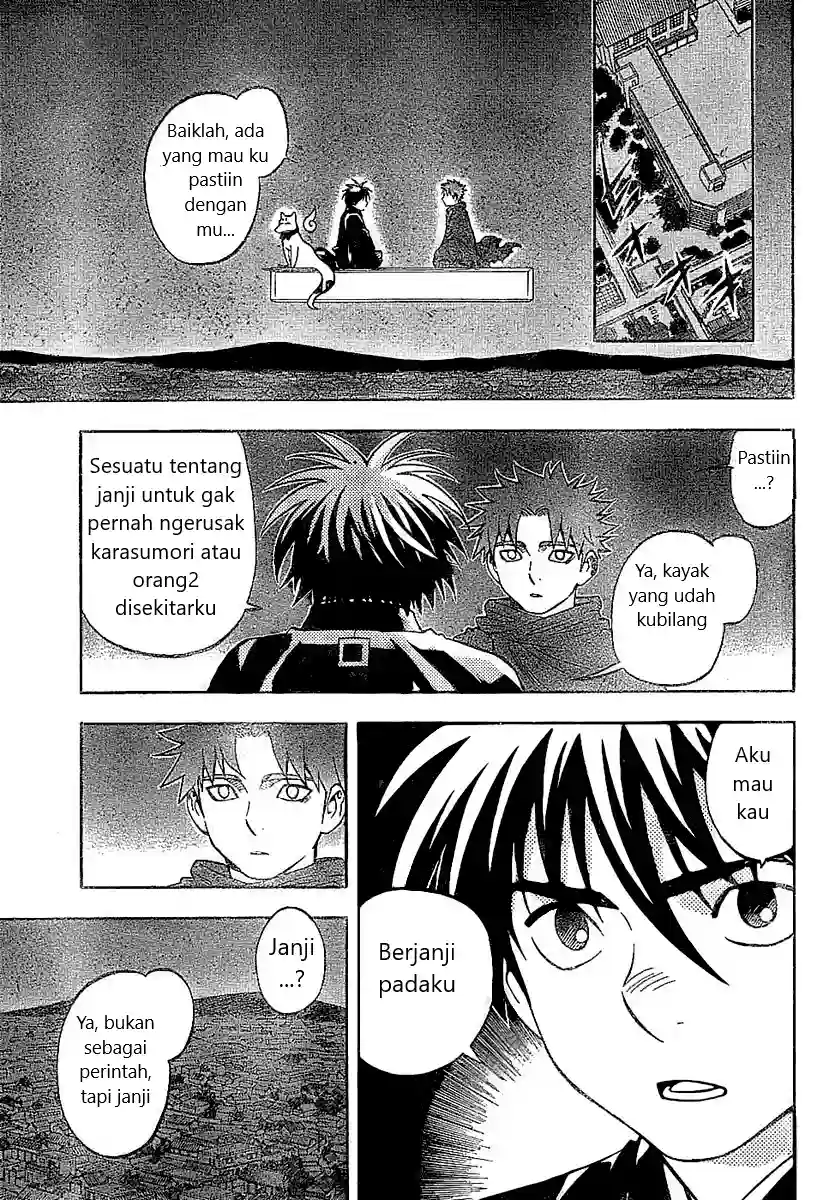 Baiklah, ada
yang mau ku
pastiin
dengan
mu...
Pastiin
...?
Ya, kayak
yang udah
kubilang
Sesuatu tentang
janji untuk gak
pernah ngerusak
karasumori atau
orang2
disekitarku
Aku
mau
kau
Berjanji
padaku
Janji
...?
Ya, bukan
sebagai
perintah,
tapi janji